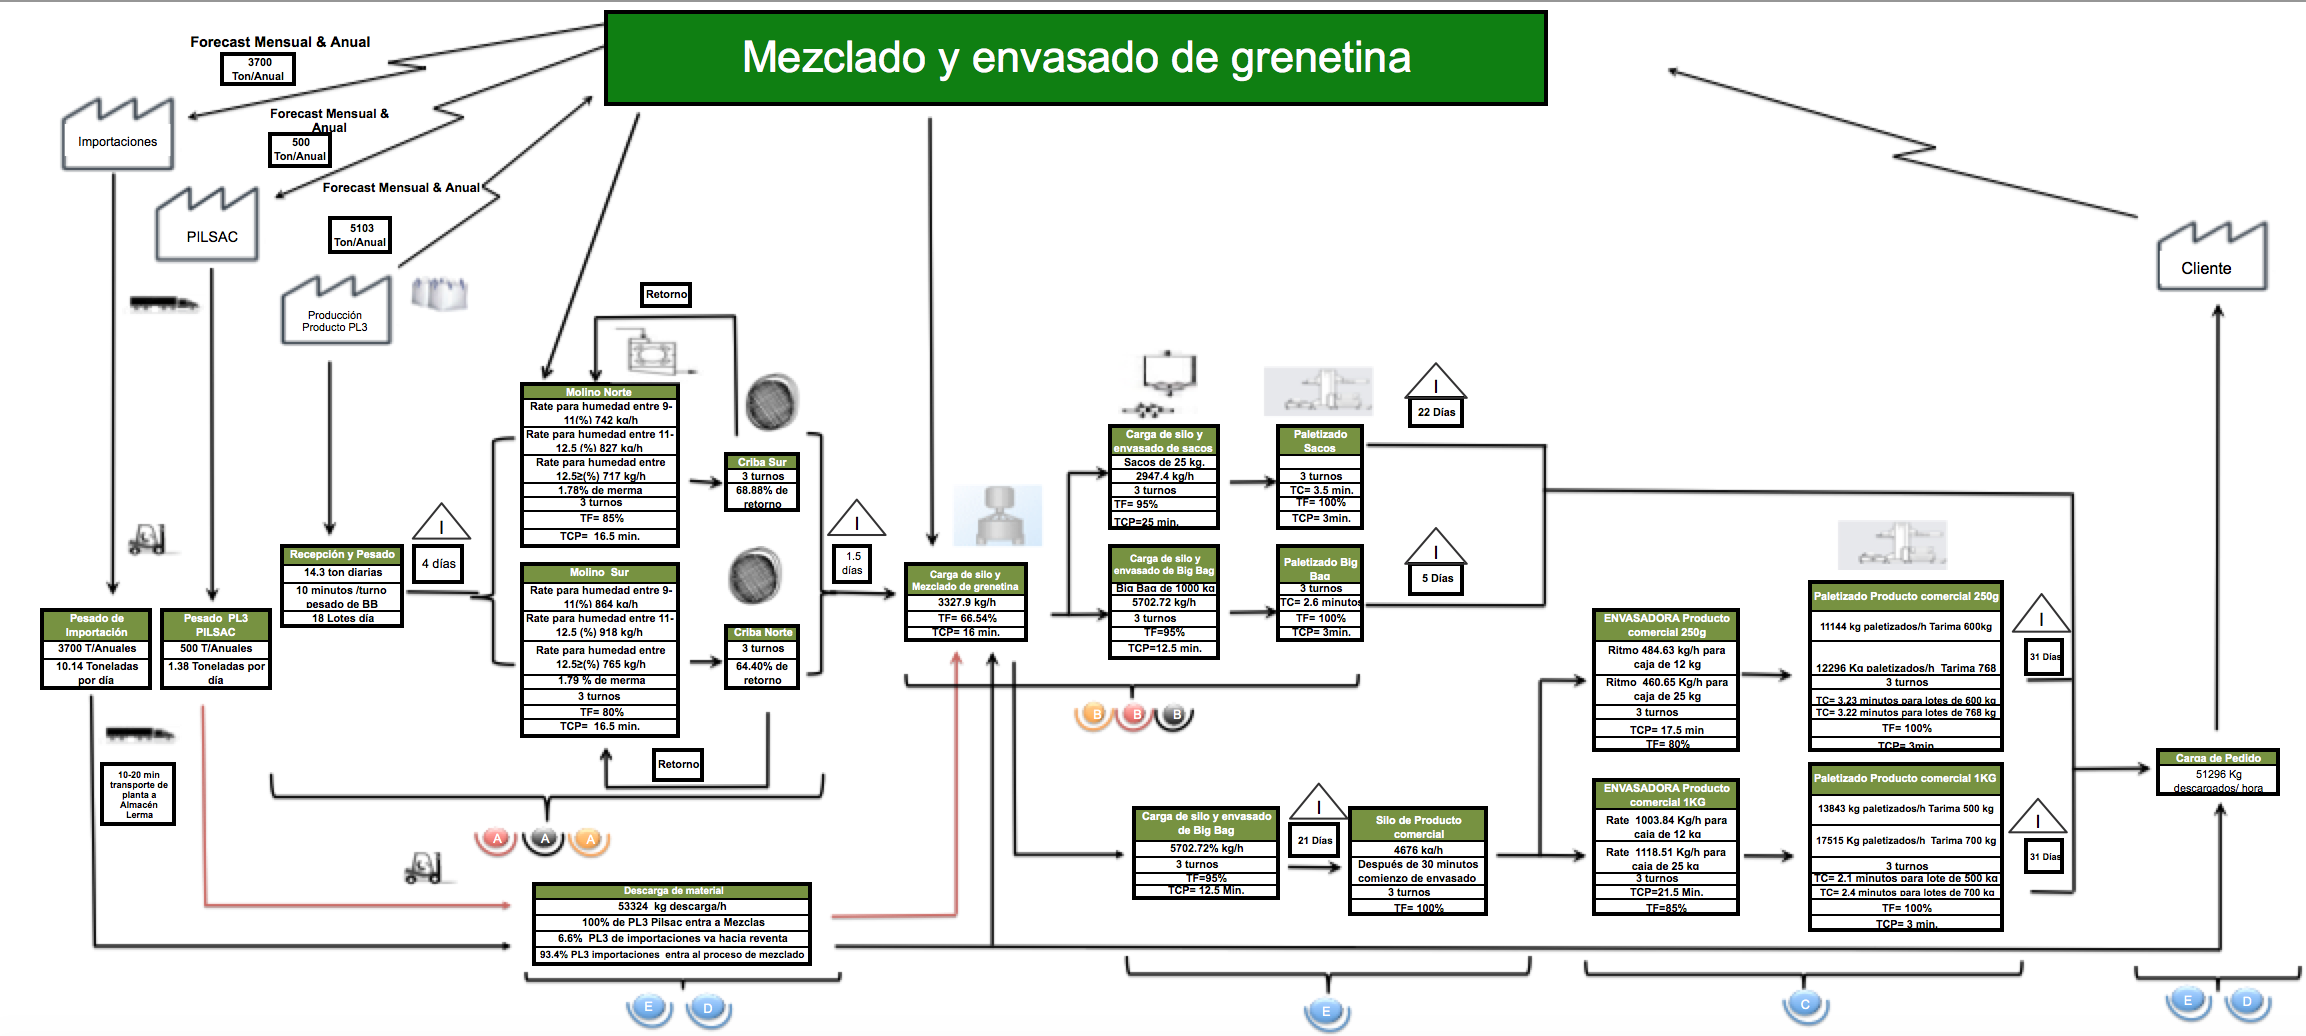 Mezclado y envasado de grenetina
Forecast Mensual & Anual
3700
Ton/Anual
Importaciones
Forecast Mensual &
Anual
500
Ton/Anual
PILSAC
Forecast Mensual & Anual
5103
Ton/Anual
Producción
Producto PL3
Cliente
Pesado de
Importación
3700 T/Anuales
10.14 Toneladas
por día
Pesado PL3
PILSAC
500 T/Anuales
1.38 Toneladas por
día
10-20 min
transporte de
planta a
Almacén
Lerma
Recepción y Pesado
14.3 ton diarias
10 minutos /turno
pesado de BB
18 Lotes día
I
4 días
Retorno
Molino Norte
Rate para humedad entre 9-
11(%) 742 kg/h
Rate para humedad entre 11-
12.5 (%) 827 kg/h
Rate para humedad entre
12.5≥(%) 717 kg/h
1.78% de merma
3 turnos
TF= 85%
TCP= 16.5 min.
Criba Sur
3 turnos
68.88% de
retorno
Molino Sur
Rate para humedad entre 9-
11(%) 864 kg/h
Rate para humedad entre 11-
12.5 (%) 918 kg/h
Rate para humedad entre
12.5≥(%) 765 kg/h
1.79 % de merma
3 turnos
TF= 80%
TCP= 16.5 min.
Criba Norte
3 turnos
64.40% de
retorno
Retorno
A
A
A
I
1.5
días
Carga de silo y
Mezclado de grenetina
3327.9 kg/h
TF= 66.54%
TCP= 16 min.
Carga de silo y
envasado de sacos
Sacos de 25 kg.
2947.4 kg/h
3 turnos
TF= 95%
TCP=25 min.
Paletizado
Sacos
3 turnos
TC= 3.5 min.
TF= 100%
TCP= 3min.
I
22 Días
Carga de silo y
envasado de Big Bag
Big Bag de 1000 kg
5702.72 kg/h
3 turnos
TF=95%
TCP=12.5 min.
Paletizado Big
Bag
3 turnos
TC= 2.6 minutos
TF= 100%
TCP= 3min.
I
5 Días
B
B
B
Descarga de material
53324 kg descarga/h
100% de PL3 Pilsac entra a Mezclas
6.6% PL3 de importaciones va hacia reventa
93.4% PL3 importaciones entra al proceso de mezclado
E
D
Carga de silo y envasado
de Big Bag
5702.72% kg/h
3 turnos
TF=95%
TCP= 12.5 Min.
I
21 Días
Silo de Producto
comercial
4676 kg/h
Después de 30 minutos
comienzo de envasado
3 turnos
TF= 100%
E
ENVASADORA Producto
comercial 250g
Ritmo 484.63 kg/h para
caja de 12 kg
Ritmo 460.65 Kg/h para
caja de 25 kg
3 turnos
TCP= 17.5 min
TF= 80%
Paletizado Producto comercial 250g
11144 kg paletizados/h Tarima 600kg
12296 Kg paletizados/h Tarima 768
3 turnos
TC= 3.23 minutos para lotes de 600 kg
TC= 3.22 minutos para lotes de 768 kg
TF= 100%
TCP= 3min
I
31 Días
ENVASADORA Producto
comercial 1KG
Rate 1003.84 Kg/h para
caja de 12 kg
Rate 1118.51 Kg/h para
caja de 25 kg
3 turnos
TCP=21.5 Min.
TF=85%
Paletizado Producto comercial 1KG
13843 kg paletizados/h Tarima 500 kg
17515 Kg paletizados/h Tarima 700 kg
3 turnos
TC= 2.1 minutos para lote de 500 kg
TC= 2.4 minutos para lotes de 700 kg
TF= 100%
TCP= 3 min.
I
31 Días
C
Carga de Pedido
51296 Kg
descargados/ hora
E
D